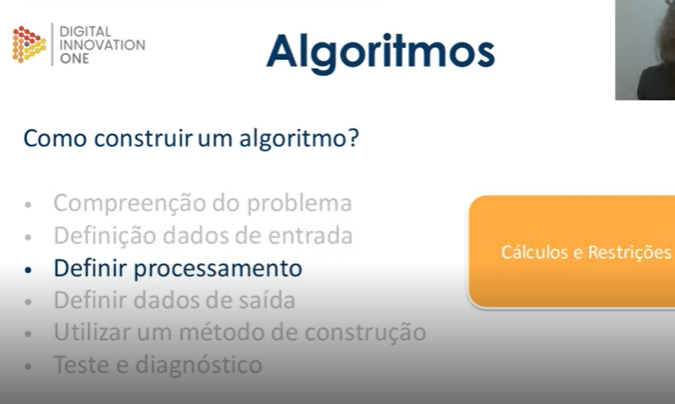 DIGITAL
INNOVATION
ONE
Algoritmos
Como construir um algoritmo?
• Compreenção do problema
• Definição dados de entrada
• Definir processamento
• Definir dados de saída
• Utilizar um método de construção
• Teste e diagnóstico
Cálculos e Restrições